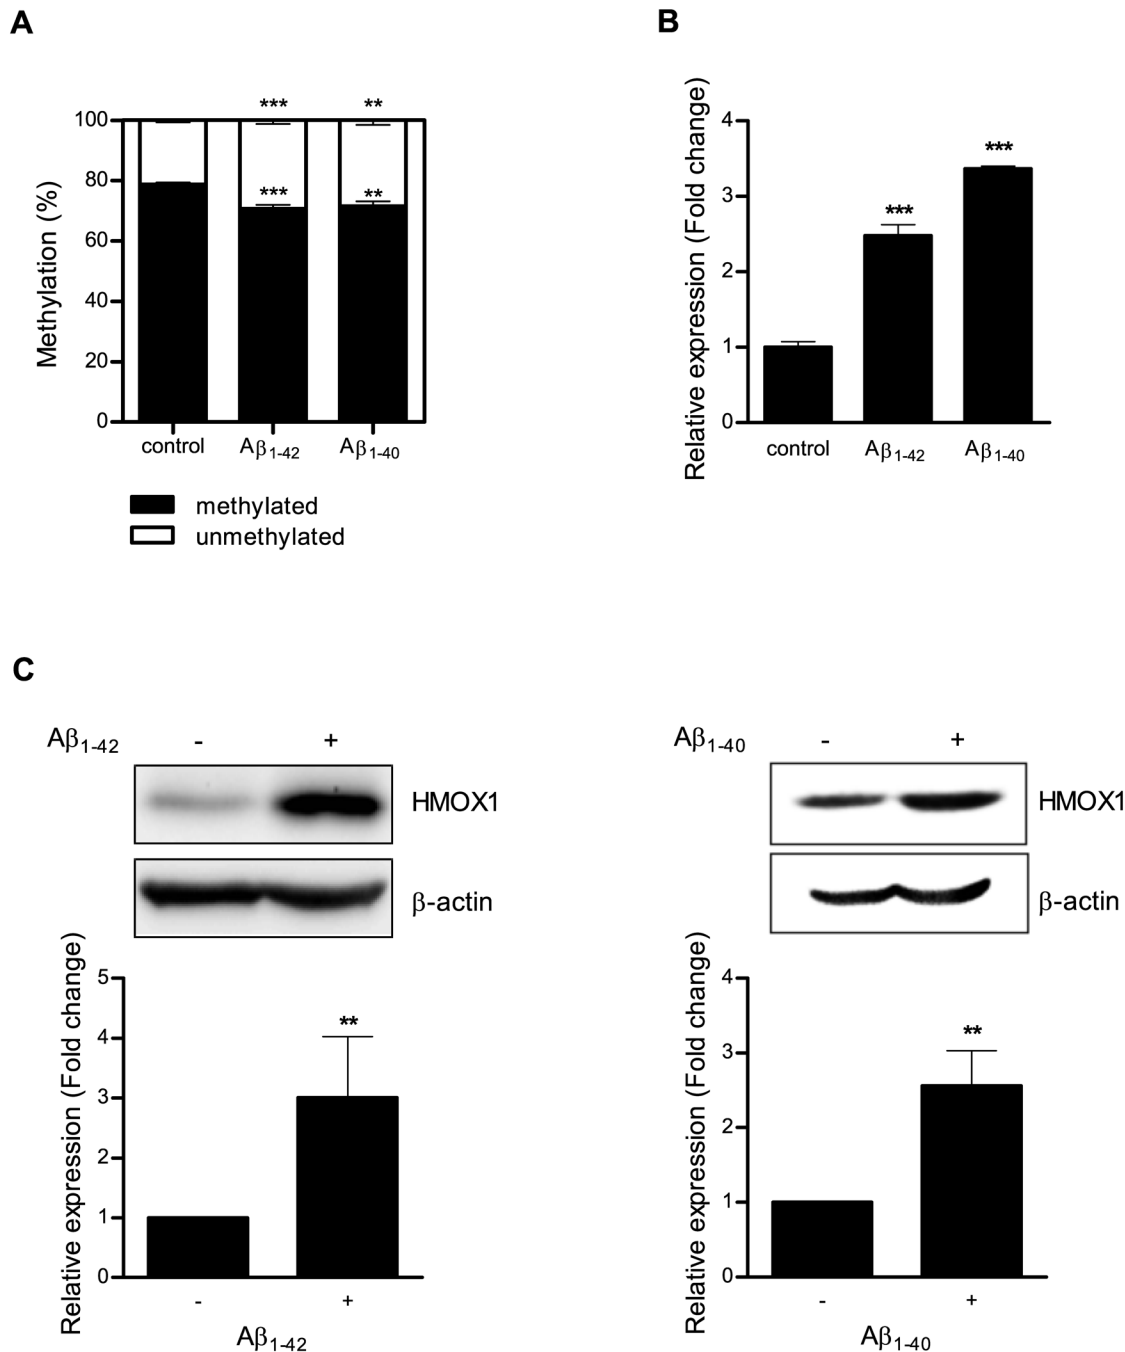 A
Methylation (%)
100
80
60
40
20
0
***
**
***
**
control
Aβ1-42
Aβ1-40
methylated
unmethylated
B
Relative expression (Fold change)
4
3
2
1
0
***
***
control
Aβ1-42
Aβ1-40
C
Aβ1-42
-
+
HMOX1
β-actin
Relative expression (Fold change)
5
4
3
2
1
0
**
-
+
Aβ1-42
Aβ1-40
-
+
HMOX1
β-actin
Relative expression (Fold change)
4
3
2
1
0
**
-
+
Aβ1-40